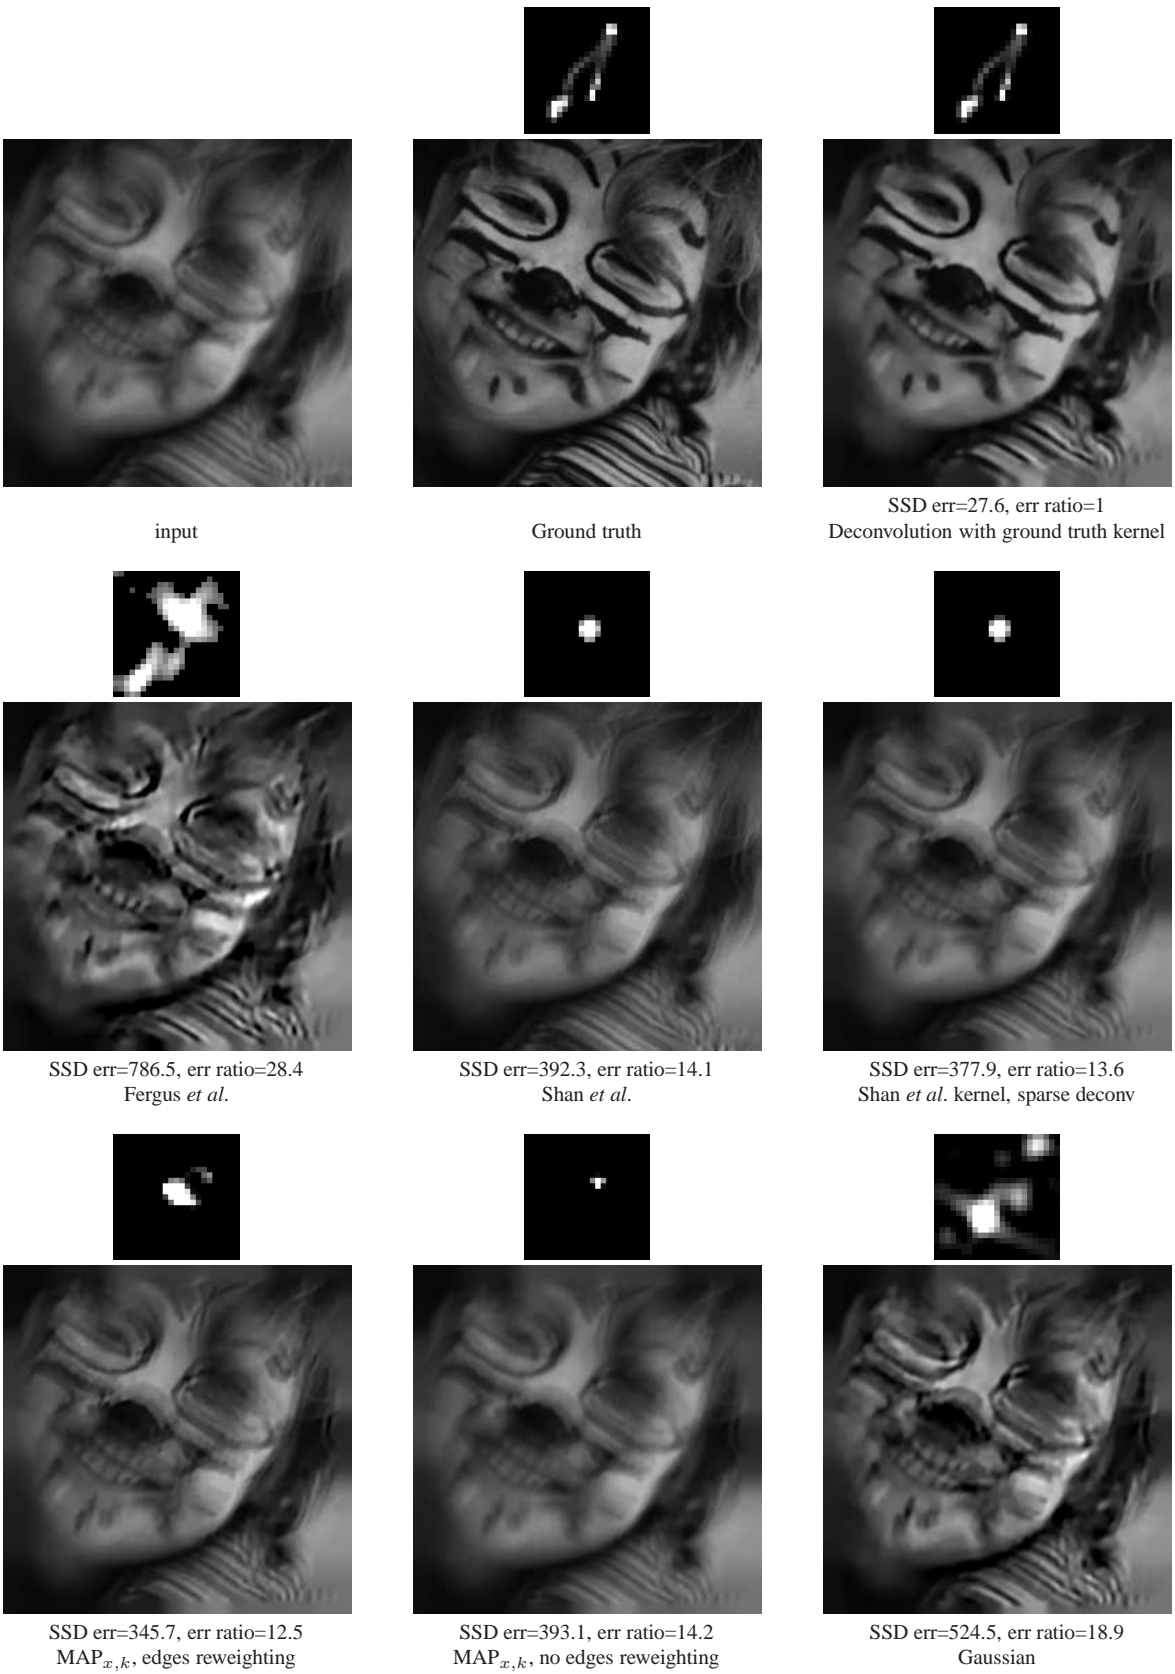 SSD err=27.6, err ratio=1
input
Ground truth
Deconvolution with ground truth kernel
SSD err=786.5, err ratio=28.4
Fergus et al.
SSD err=392.3, err ratio=14.1
Shan et al.
SSD err=377.9, err ratio=13.6
Shan et al. kernel, sparse deconv
SSD err=345.7, err ratio=12.5
MAPx,k, edges reweighting
SSD err=393.1, err ratio=14.2
MAPx,k, no edges reweighting
SSD err=524.5, err ratio=18.9
Gaussian